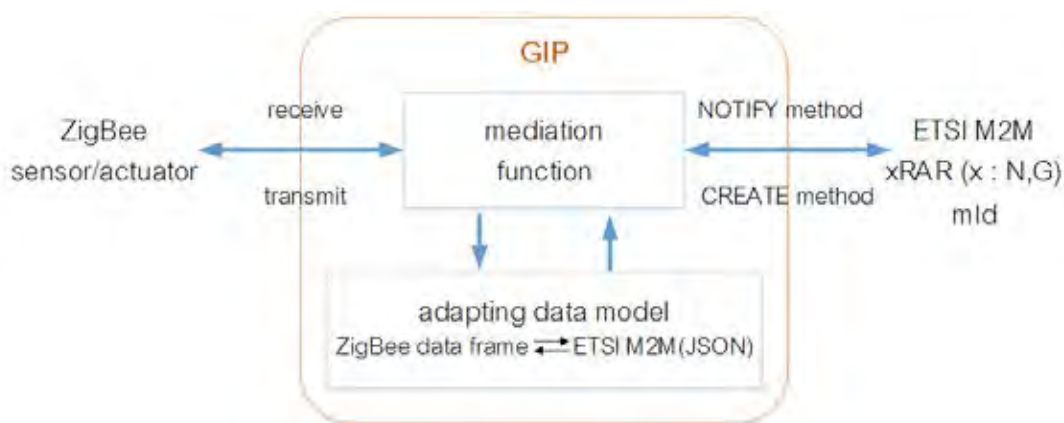 GIP
receive
NOTIFY method
ZigBee
sensor/actuator
mediation
function
ETSI M2M
xRAR (x : N,G)
mId
transmit
CREATE method
adapting data model
ZigBee data frame ⇄ ETSI M2M(JSON)